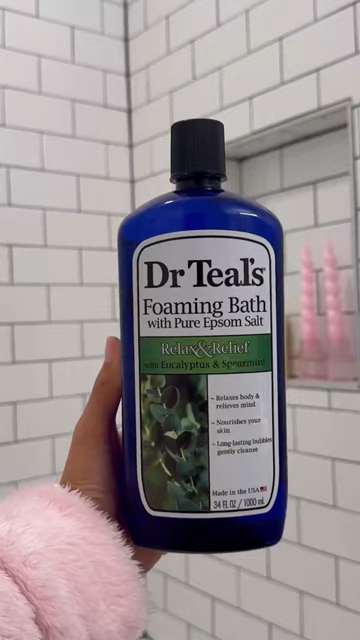 Dr Teal's
Foaming Bath
with Pure Epsom Salt
Relax & Relief
with Eucalyptus & Spearmint
~ Relaxes body &
relieves mind
~ Nourishes your
skin
~ Long-lasting bubbles
gently cleanse
Made in the USA
34 FL OZ / 1000 mL